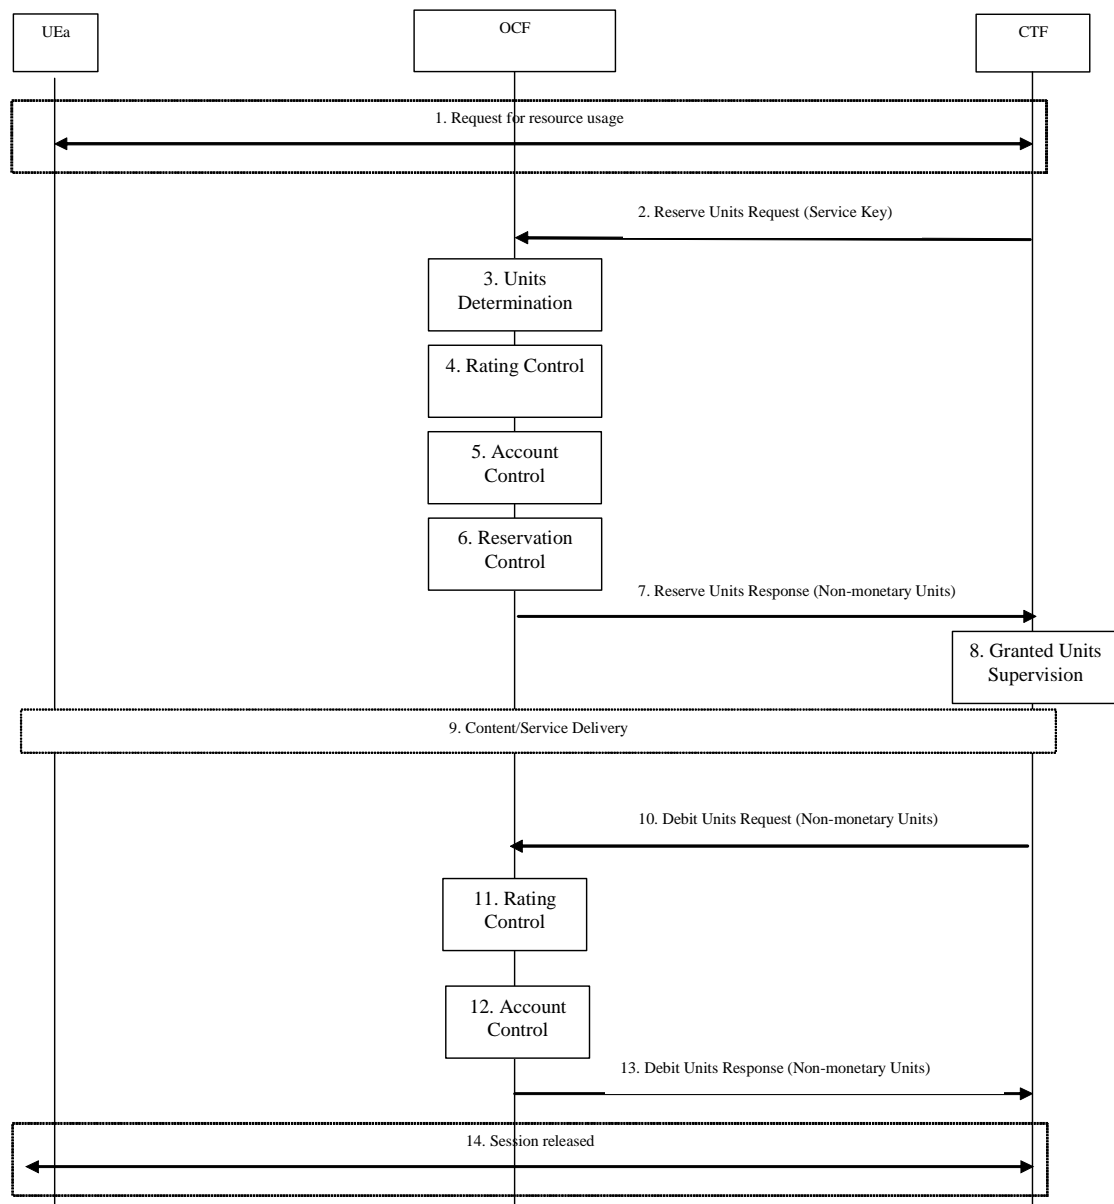 UEa
OCF
CTF
1. Request for resource usage
2. Reserve Units Request (Service Key)
3. Units
Determination
4. Rating Control
5. Account
Control
6. Reservation
Control
7. Reserve Units Response (Non-monetary Units)
8. Granted Units
Supervision
9. Content/Service Delivery
10. Debit Units Request (Non-monetary Units)
11. Rating
Control
12. Account
Control
13. Debit Units Response (Non-monetary Units)
14. Session released